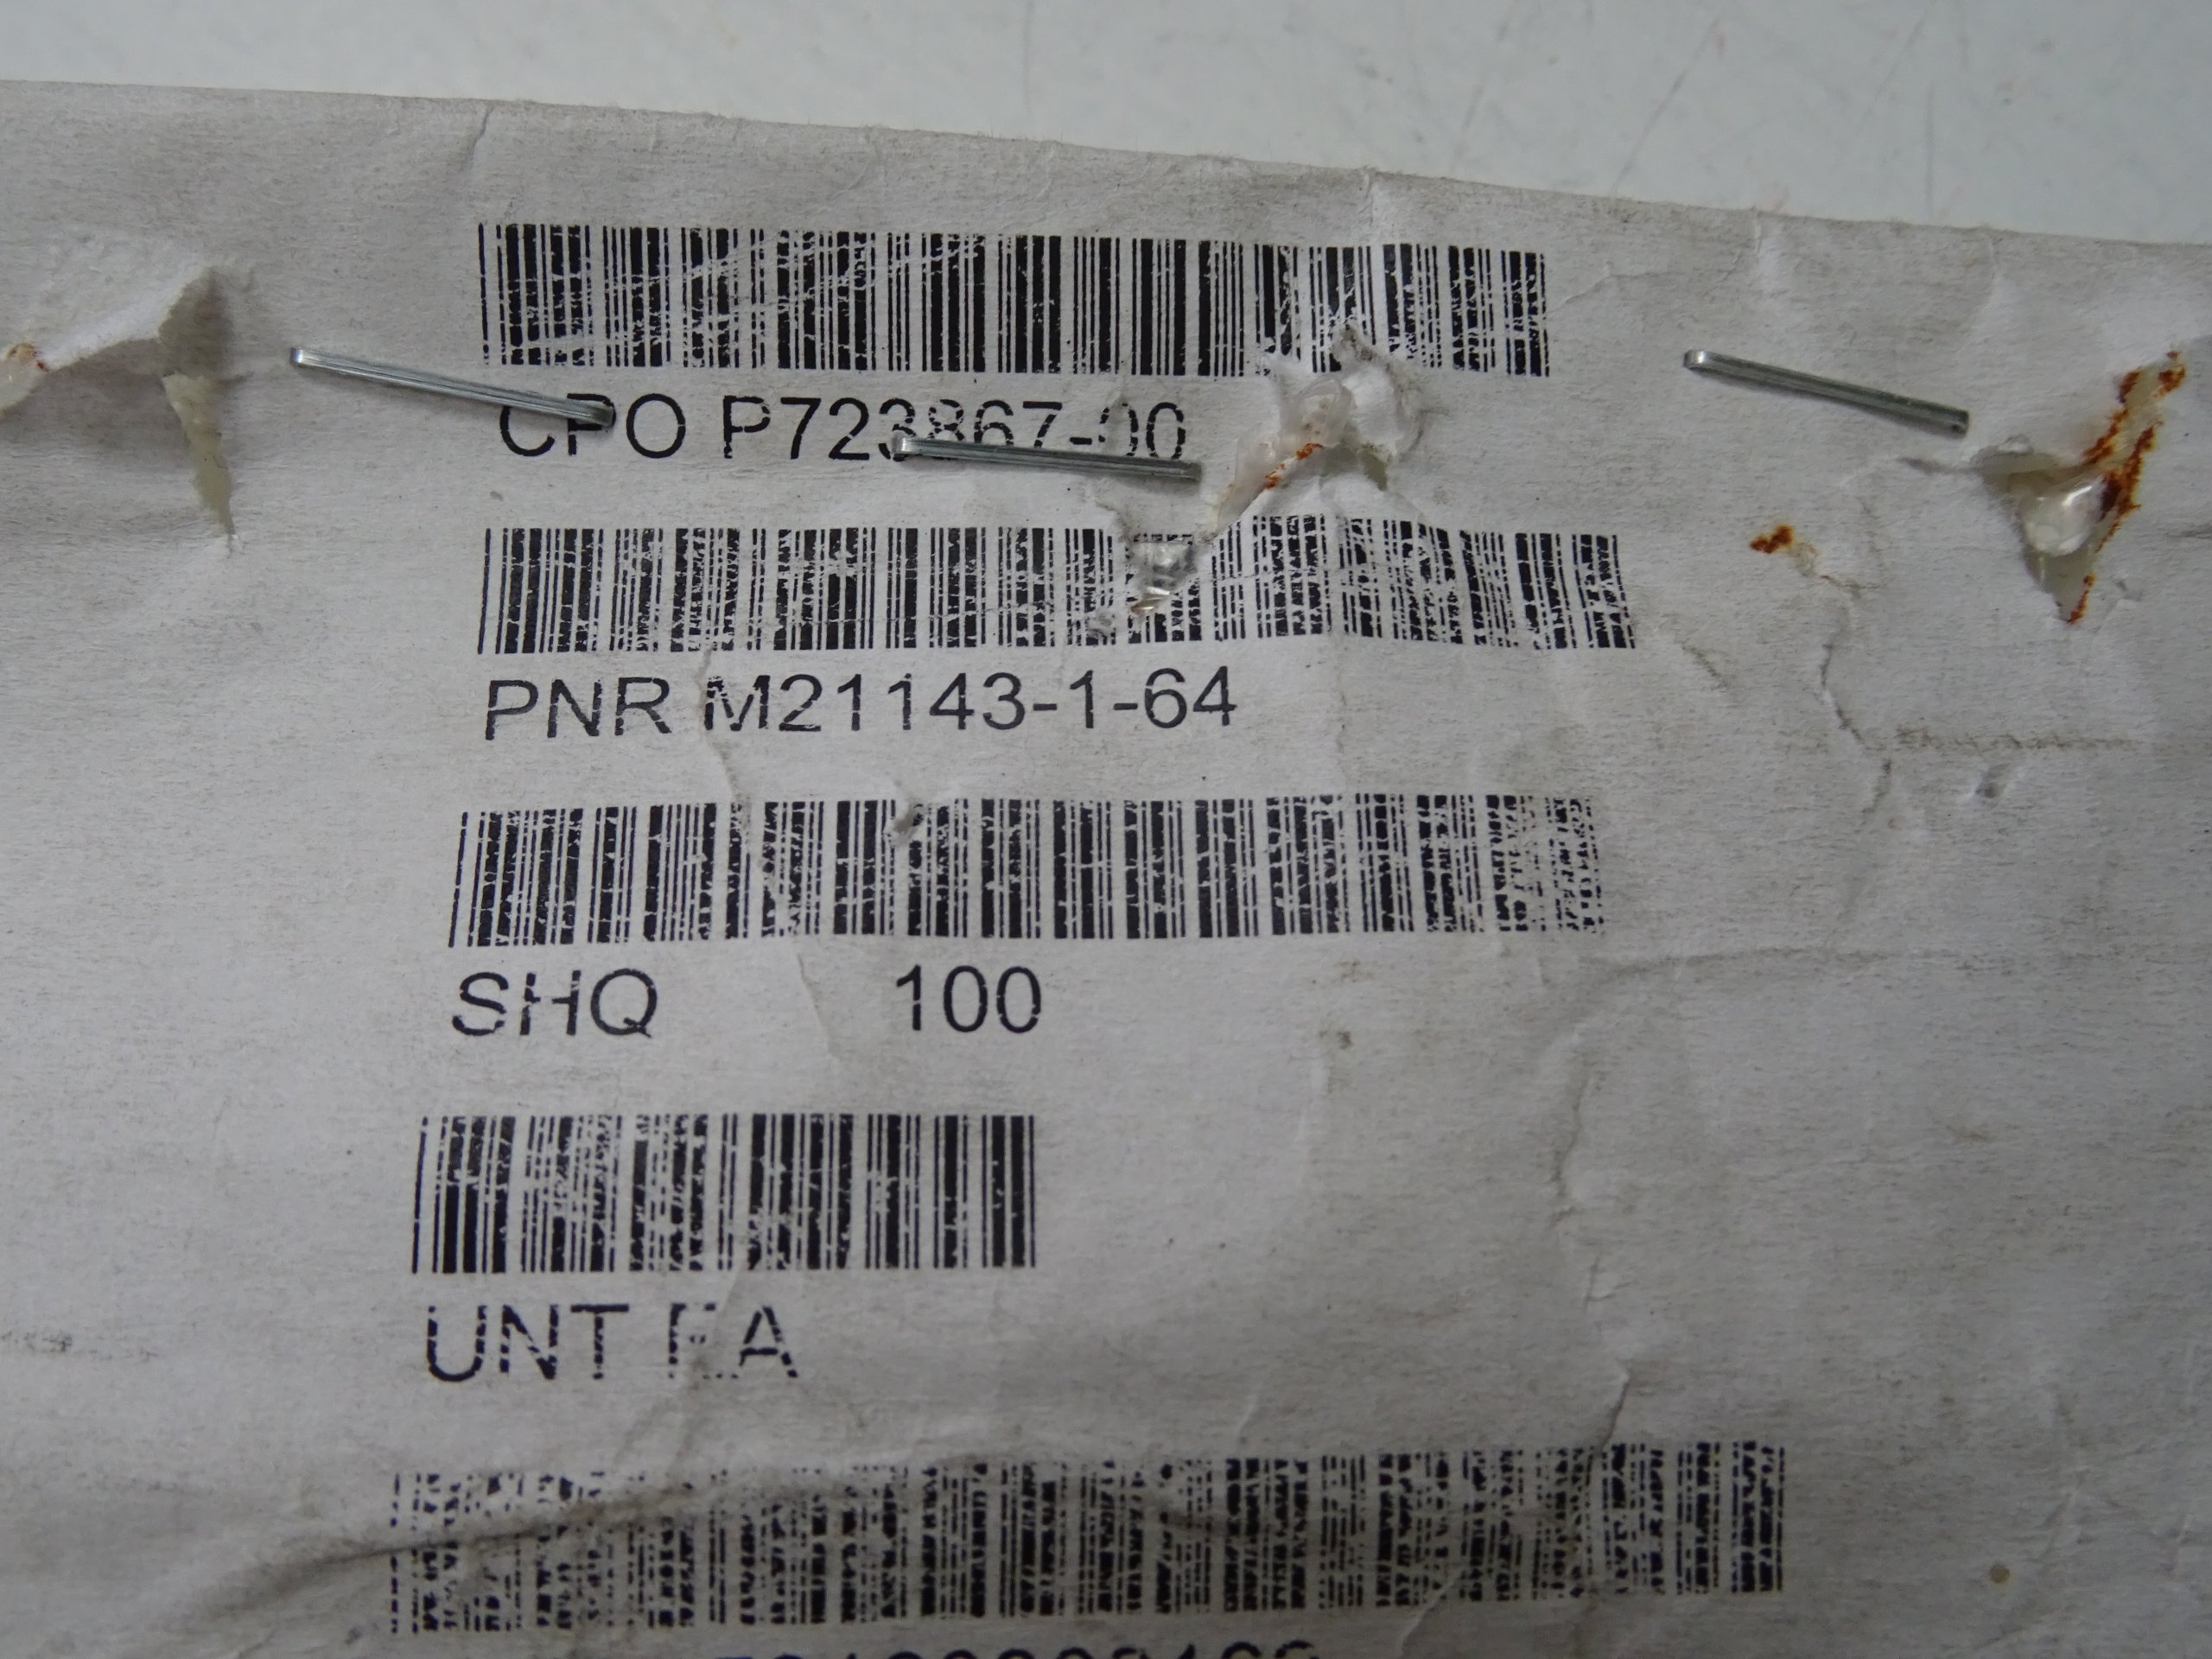 CPO P723867-00
PNR M21143-1-64
SHQ 100
UNT EA